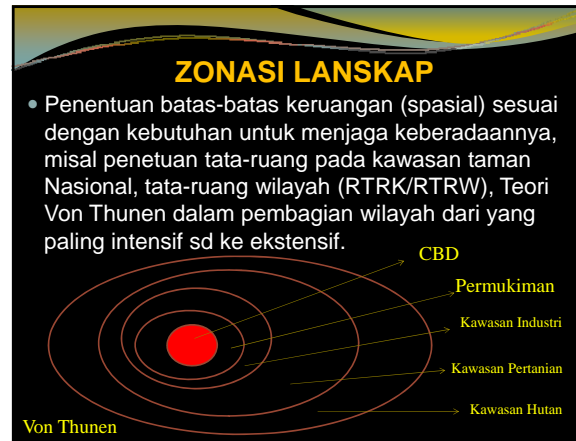 ZONASI LANSKAP
• Penentuan batas-batas keruangan (spasial) sesuai
dengan kebutuhan untuk menjaga keberadaannya,
misal penetuan tata-ruang pada kawasan taman
Nasional, tata-ruang wilayah (RTRK/RTRW), Teori
Von Thunen dalam pembagian wilayah dari yang
paling intensif sd ke ekstensif.
CBD
Permukiman
Kawasan Industri
Kawasan Pertanian
Kawasan Hutan
Von Thunen